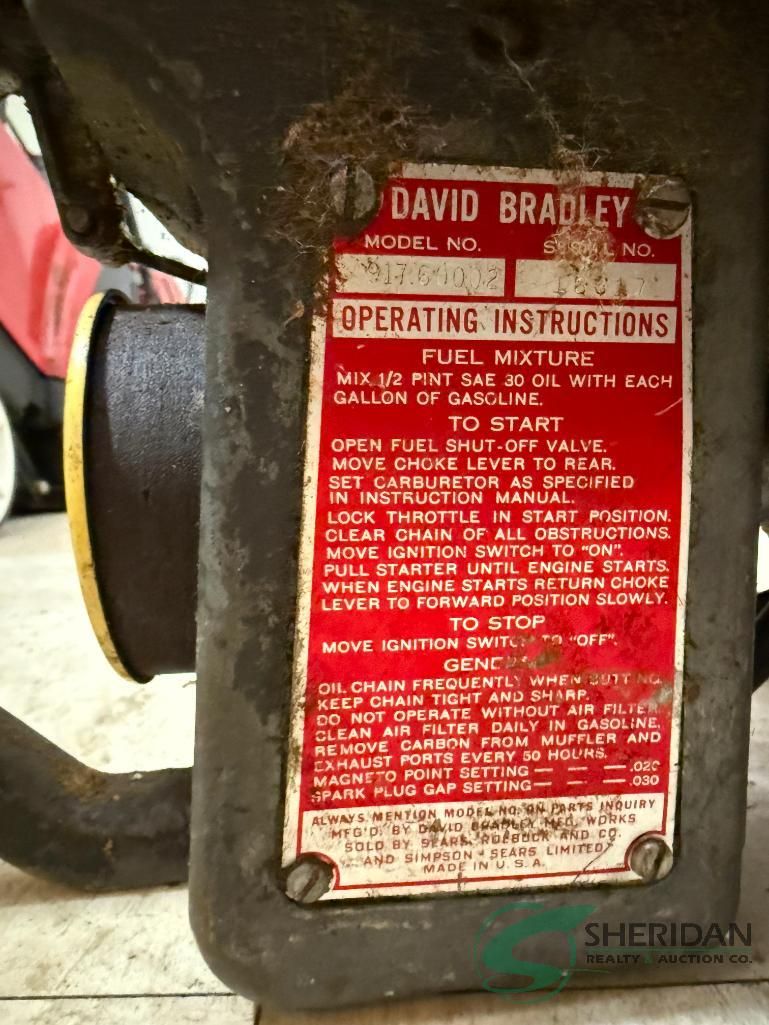 DAVID BRADLEY
MODEL NO. SERIAL NO.
917.60002
OPERATING INSTRUCTIONS
FUEL MIXTURE
MIX 1/2 PINT SAE 30 OIL WITH EACH
GALLON OF GASOLINE.
TO START
OPEN FUEL SHUT-OFF VALVE.
MOVE CHOKE LEVER TO REAR.
SET CARBURETOR AS SPECIFIED
IN INSTRUCTION MANUAL.
LOCK THROTTLE IN START POSITION.
CLEAR CHAIN OF ALL OBSTRUCTIONS.
MOVE IGNITION SWITCH TO "ON".
PULL STARTER UNTIL ENGINE STARTS.
WHEN ENGINE STARTS RETURN CHOKE
LEVER TO FORWARD POSITION SLOWLY.
TO STOP
MOVE IGNITION SWITCH TO "OFF".
GENERAL
OIL CHAIN FREQUENTLY WHEN CUTTING.
KEEP CHAIN TIGHT AND SHARP.
DO NOT OPERATE WITHOUT AIR FILTER.
CLEAN AIR FILTER DAILY IN GASOLINE.
REMOVE CARBON FROM MUFFLER AND
EXHAUST PORTS EVERY 50 HOURS.
MAGNETO POINT SETTING — — — .020
SPARK PLUG GAP SETTING — — — .030
ALWAYS MENTION MODEL NO. ON PARTS INQUIRY
MFG'D. BY DAVID BRADLEY MFG. WORKS
SOLD BY SEARS, ROEBUCK AND CO.
AND SIMPSON - SEARS LIMITED
MADE IN U.S.A.
SHERIDAN
REALTY & AUCTION CO.